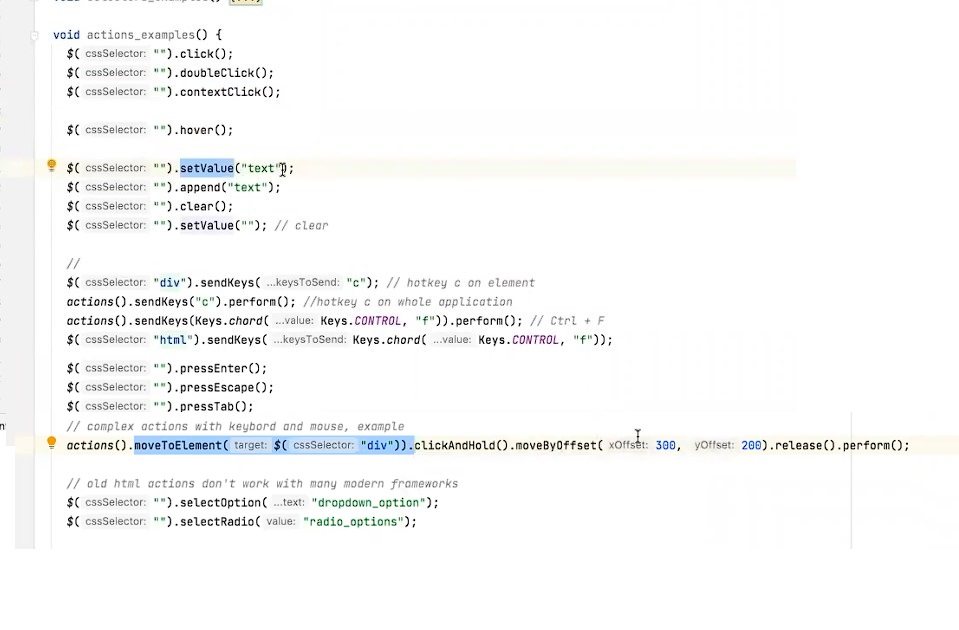 void actions_examples() {
$( cssSelector: "").click();
$( cssSelector: "").doubleClick();
$( cssSelector: "").contextClick();
$( cssSelector: "").hover();
$( cssSelector: "").setValue("text");
$( cssSelector: "").append("text");
$( cssSelector: "").clear();
$( cssSelector: "").setValue(""); // clear
//
$( cssSelector: "div").sendKeys( ...keysToSend: "c"); // hotkey c on element
actions().sendKeys("c").perform(); //hotkey c on whole application
actions().sendKeys(Keys.chord( ...value: Keys.CONTROL, "f")).perform(); // Ctrl + F
$( cssSelector: "html").sendKeys( ...keysToSend: Keys.chord( ...value: Keys.CONTROL, "f"));
$( cssSelector: "").pressEnter();
$( cssSelector: "").pressEscape();
$( cssSelector: "").pressTab();
// complex actions with keybord and mouse, example
actions().moveToElement( target: $( cssSelector: "div")).clickAndHold().moveByOffset( xOffset: 300, yOffset: 200).release().perform();
// old html actions don't work with many modern frameworks
$( cssSelector: "").selectOption( ...text: "dropdown_option");
$( cssSelector: "").selectRadio( value: "radio_options");